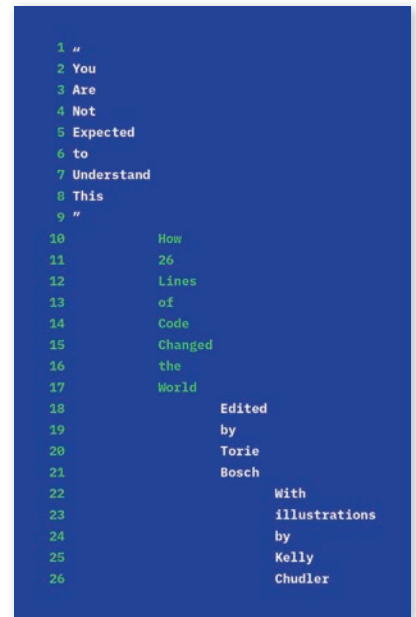 1 “
2 You
3 Are
4 Not
5 Expected
6 to
7 Understand
8 This
9 ”
10 How
11 26
12 Lines
13 of
14 Code
15 Changed
16 the
17 World
18 Edited
19 by
20 Torie
21 Bosch
22 With
23 illustrations
24 by
25 Kelly
26 Chudler